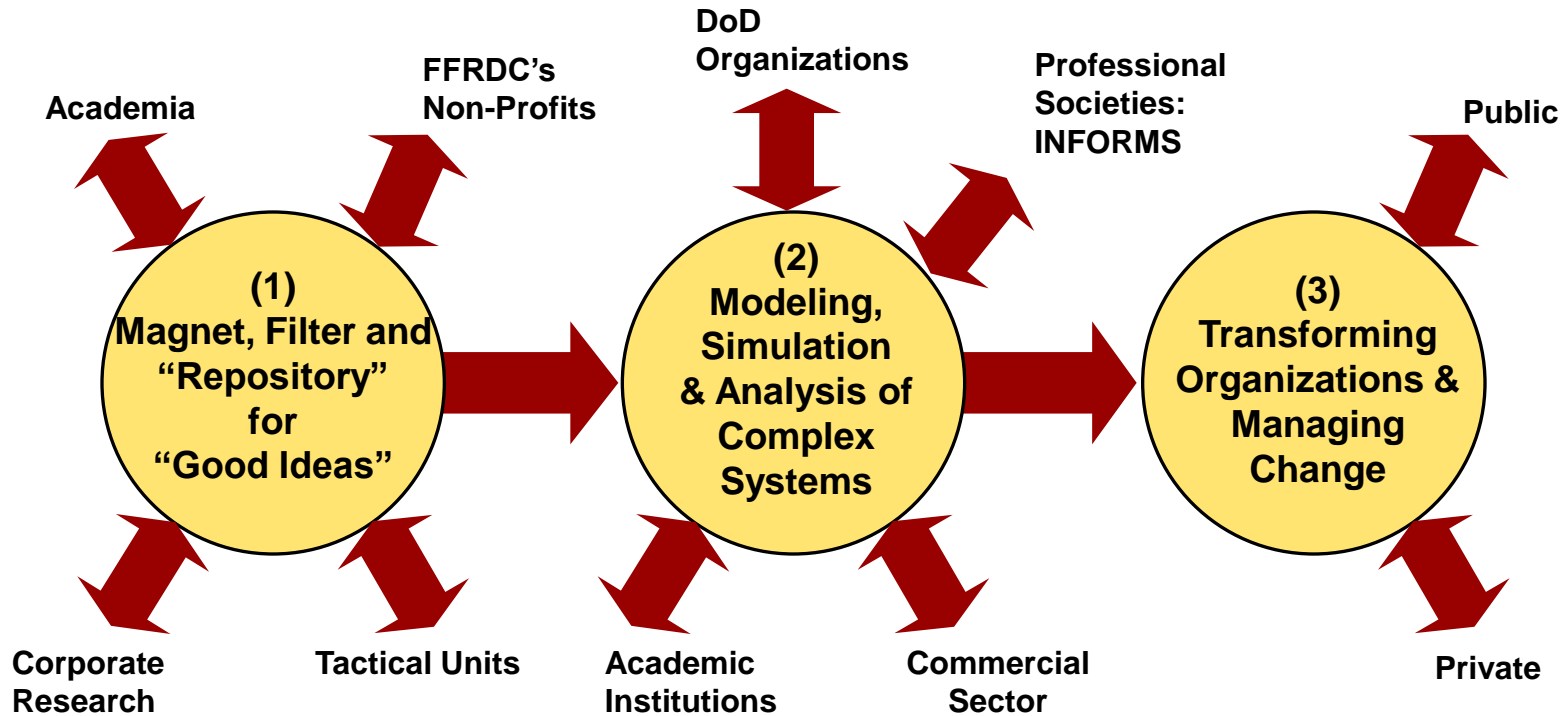 Academia
FFRDC’s
Non-Profits
DoD
Organizations
Professional
Societies:
INFORMS
Public
(1)
Magnet, Filter and
“Repository”
for
“Good Ideas”
(2)
Modeling,
Simulation
& Analysis of
Complex
Systems
(3)
Transforming
Organizations &
Managing
Change
Corporate
Research
Tactical Units
Academic
Institutions
Commercial
Sector
Private